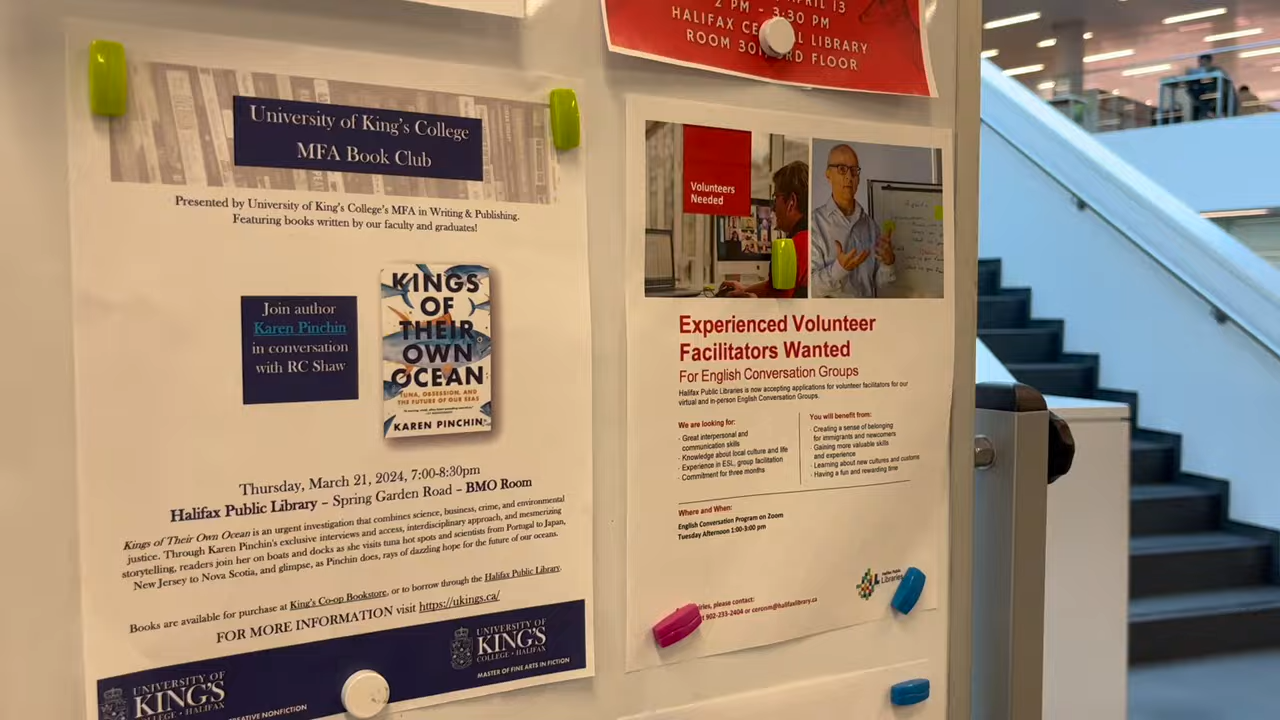 University of King's College
MFA Book Club
Presented by University of King's College's MFA in Writing & Publishing.
Featuring books written by our faculty and graduates!
Join author
Karen Pinchin
in conversation
with RC Shaw
KINGS
OF
THEIR
OWN
OCEAN
TUNA, OBSESSION, AND
THE FUTURE OF OUR SEAS
KAREN PINCHIN
Thursday, March 21, 2024, 7:00-8:30pm
Halifax Public Library – Spring Garden Road – BMO Room
Kings of Their Own Ocean is an urgent investigation that combines science, business, crime, and environmental
justice. Through Karen Pinchin's exclusive interviews and access, interdisciplinary approach, and mesmerizing
storytelling, readers join her on boats and docks as she visits tuna hot spots and scientists from Portugal to Japan,
New Jersey to Nova Scotia, and glimpse, as Pinchin does, rays of dazzling hope for the future of our oceans.
Books are available for purchase at King's Co-op Bookstore, or to borrow through the Halifax Public Library.
FOR MORE INFORMATION visit https://ukings.ca/
UNIVERSITY OF
KING'S
COLLEGE · HALIFAX
MASTER OF FINE ARTS IN FICTION
UNIVERSITY OF
KING'S
COLLEGE · HALIFAX
CREATIVE NONFICTION
APRIL 13
2 PM - 3:30 PM
HALIFAX CENTRAL LIBRARY
ROOM 30 RD FLOOR
Volunteers
Needed
Experienced Volunteer
Facilitators Wanted
For English Conversation Groups
Halifax Public Libraries is now accepting applications for volunteer facilitators for our
virtual and in-person English Conversation Groups.
We are looking for:
· Great interpersonal and
communication skills
· Knowledge about local culture and life
· Experience in ESL, group facilitation
· Commitment for three months
You will benefit from:
· Creating a sense of belonging
for immigrants and newcomers
Gaining more valuable skills
and experience
· Learning about new cultures and customs
· Having a fun and rewarding time
Where and When:
English Conversation Program on Zoom
Tuesday Afternoon 1:00-3:00 pm
Halifax Public
Libraries
iries, please contact:
at 902-233-2404 or ceronm@halifaxlibrary.ca